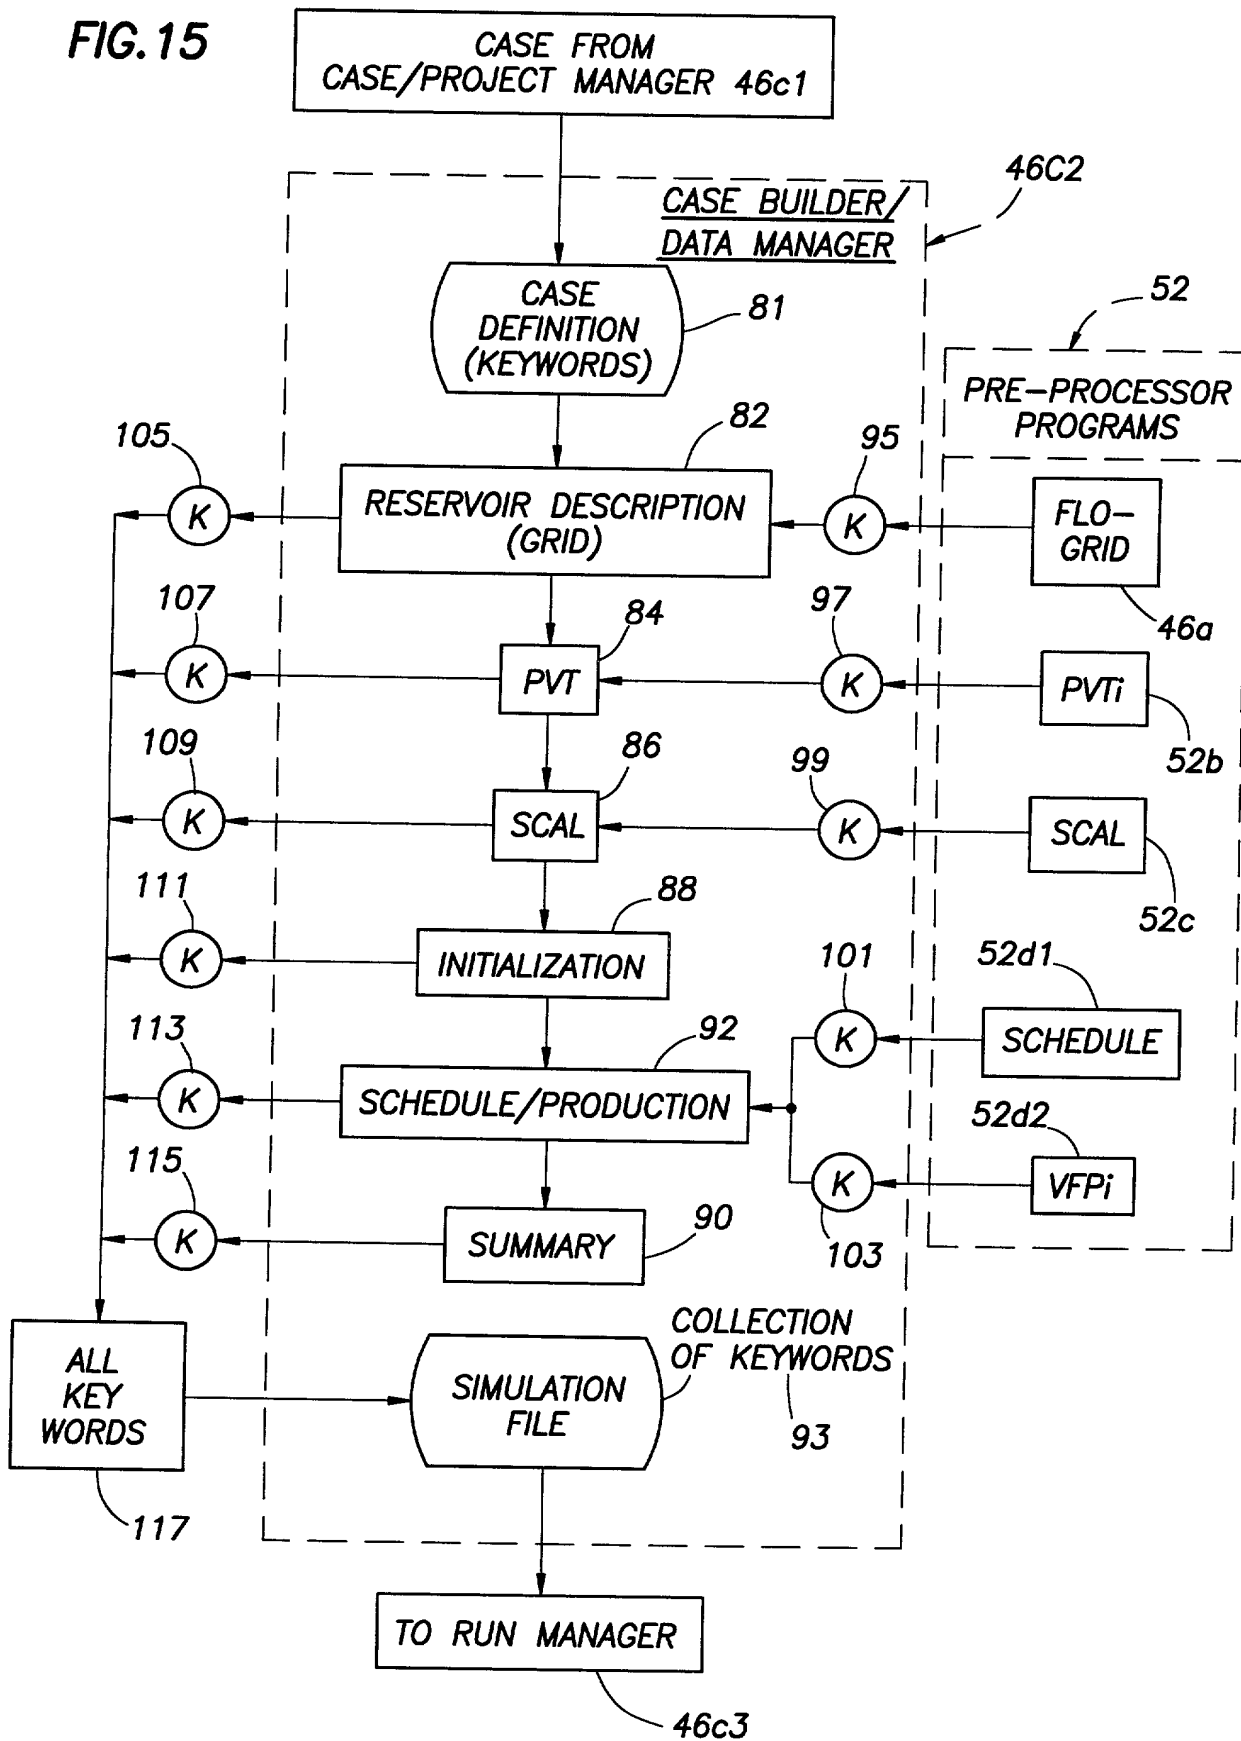 FIG.15
CASE FROM
CASE/PROJECT MANAGER 46c1
46C2
CASE BUILDER/
DATA MANAGER
52
CASE
DEFINITION
(KEYWORDS)
81
PRE-PROCESSOR
PROGRAMS
105
82
95
K
RESERVOIR DESCRIPTION
(GRID)
K
FLO-
GRID
46a
107
84
97
K
PVT
K
PVTi
52b
109
86
99
K
SCAL
K
SCAL
52c
111
88
K
INITIALIZATION
101
52d1
K
SCHEDULE
113
92
K
SCHEDULE/PRODUCTION
52d2
K
VFPi
103
115
90
K
SUMMARY
COLLECTION
OF KEYWORDS
93
ALL
KEY
WORDS
117
SIMULATION
FILE
TO RUN MANAGER
46c3